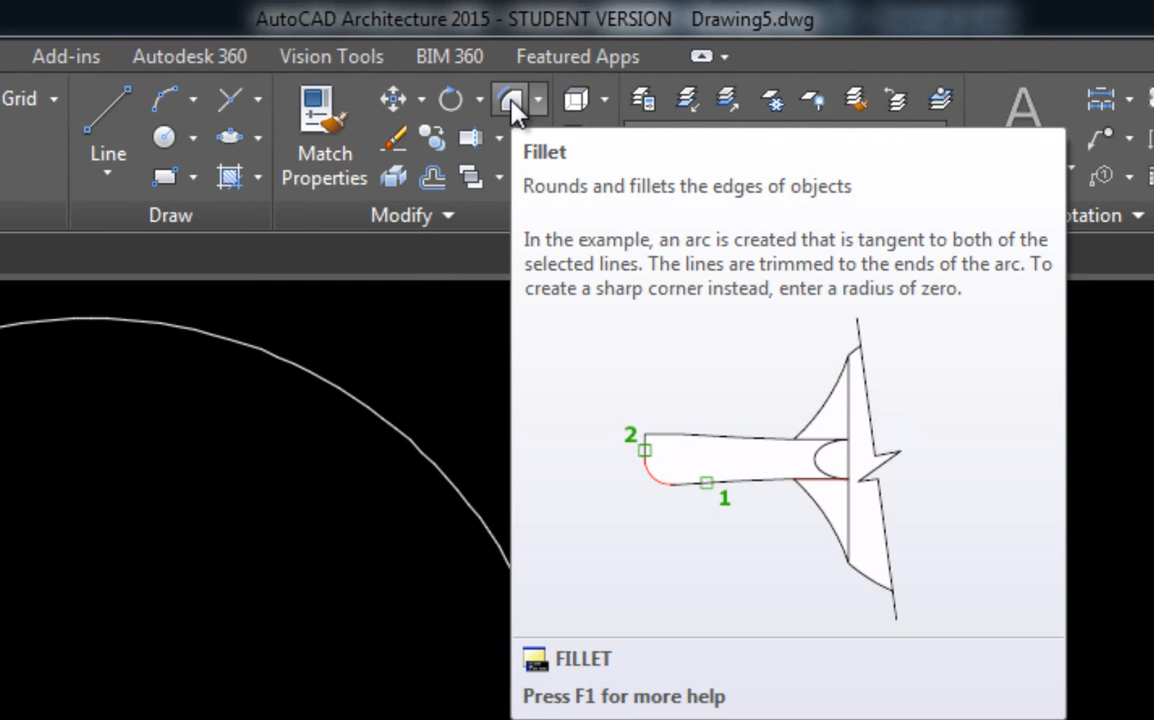 AutoCAD Architecture 2015 - STUDENT VERSION Drawing5.dwg
Add-ins Autodesk 360 Vision Tools BIM 360 Featured Apps
Grid
Line
Match
Properties
Draw
Modify
A
Fillet
Rounds and fillets the edges of objects
In the example, an arc is created that is tangent to both of the
selected lines. The lines are trimmed to the ends of the arc. To
create a sharp corner instead, enter a radius of zero.
2
1
FILLET
Press F1 for more help